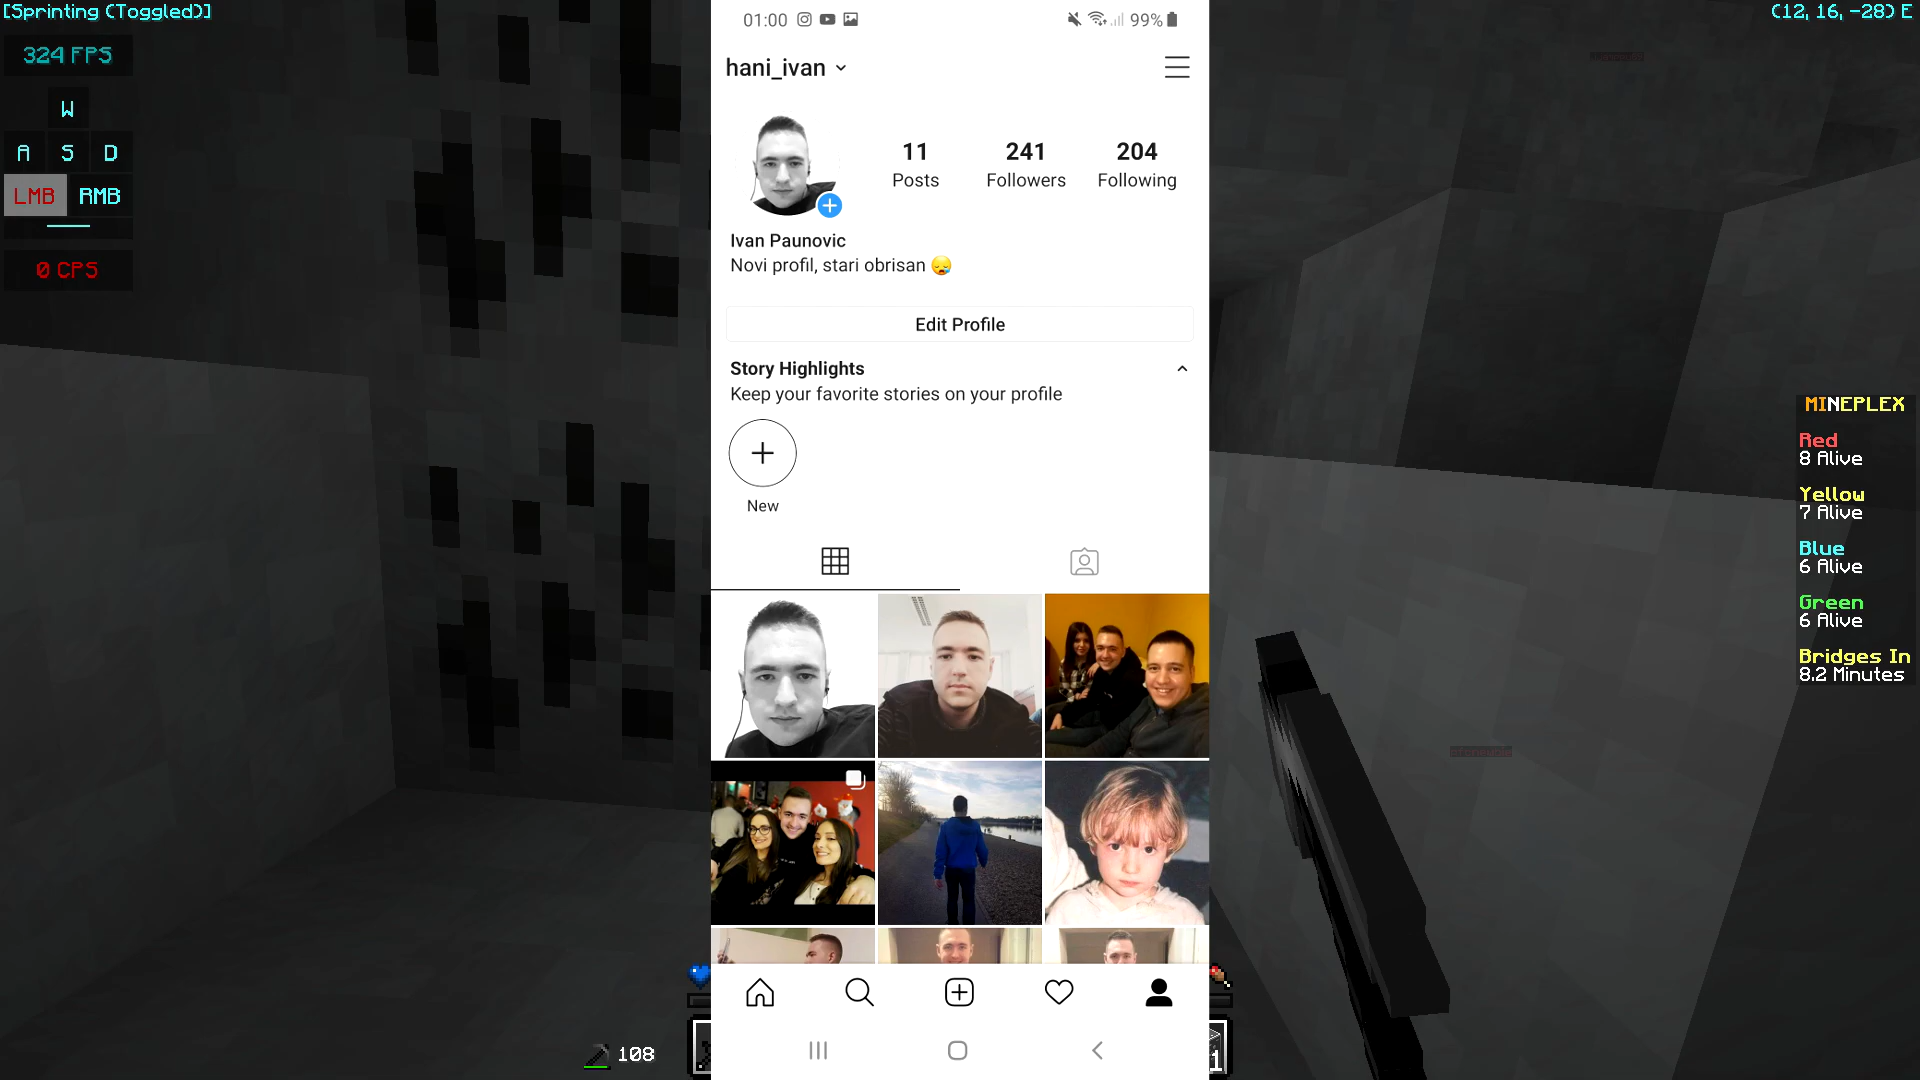 [Sprinting (Toggled)]
(12, 16, -28) E
324 FPS
W
A S D
LMB RMB
0 CPS
01:00
99%
hani_ivan
11
Posts
241
Followers
204
Following
Ivan Paunovic
Novi profil, stari obrisan 😪
Edit Profile
Story Highlights
Keep your favorite stories on your profile
New
MINEPLEX
Red
8 Alive
Yellow
7 Alive
Blue
6 Alive
Green
6 Alive
Bridges In
8.2 Minutes
108
1